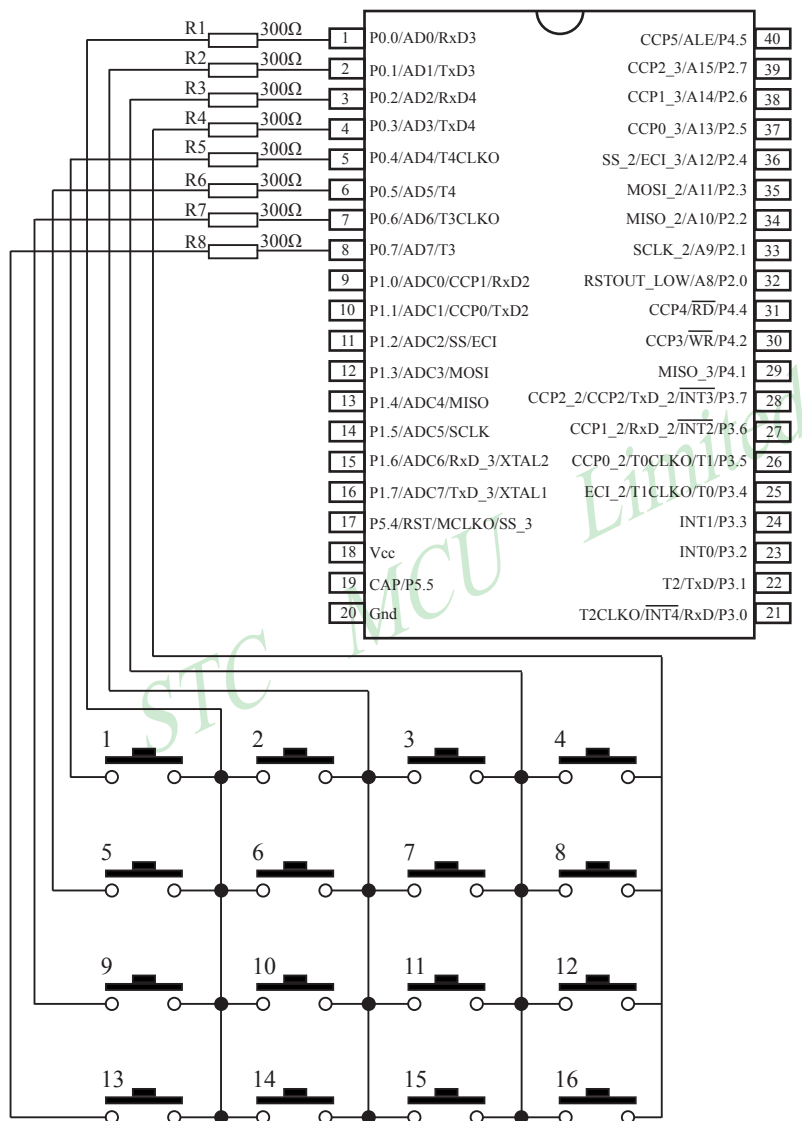 R1 300Ω 1 P0.0/AD0/RxD3 CCP5/ALE/P4.5 40
R2 300Ω 2 P0.1/AD1/TxD3 CCP2_3/A15/P2.7 39
R3 300Ω 3 P0.2/AD2/RxD4 CCP1_3/A14/P2.6 38
R4 300Ω 4 P0.3/AD3/TxD4 CCP0_3/A13/P2.5 37
R5 300Ω 5 P0.4/AD4/T4CLKO SS_2/ECI_3/A12/P2.4 36
R6 300Ω 6 P0.5/AD5/T4 MOSI_2/A11/P2.3 35
R7 300Ω 7 P0.6/AD6/T3CLKO MISO_2/A10/P2.2 34
R8 300Ω 8 P0.7/AD7/T3 SCLK_2/A9/P2.1 33
9 P1.0/ADC0/CCP1/RxD2 RSTOUT_LOW/A8/P2.0 32
10 P1.1/ADC1/CCP0/TxD2 CCP4/RD/P4.4 31
11 P1.2/ADC2/SS/ECI CCP3/WR/P4.2 30
12 P1.3/ADC3/MOSI MISO_3/P4.1 29
13 P1.4/ADC4/MISO CCP2_2/CCP2/TxD_2/INT3/P3.7 28
14 P1.5/ADC5/SCLK CCP1_2/RxD_2/INT2/P3.6 27
15 P1.6/ADC6/RxD_3/XTAL2 CCP0_2/T0CLKO/T1/P3.5 26
16 P1.7/ADC7/TxD_3/XTAL1 ECI_2/T1CLKO/T0/P3.4 25
17 P5.4/RST/MCLKO/SS_3 INT1/P3.3 24
18 Vcc INT0/P3.2 23
19 CAP/P5.5 T2/TxD/P3.1 22
20 Gnd T2CLKO/INT4/RxD/P3.0 21
STC MCU Limited
1 2 3 4
5 6 7 8
9 10 11 12
13 14 15 16